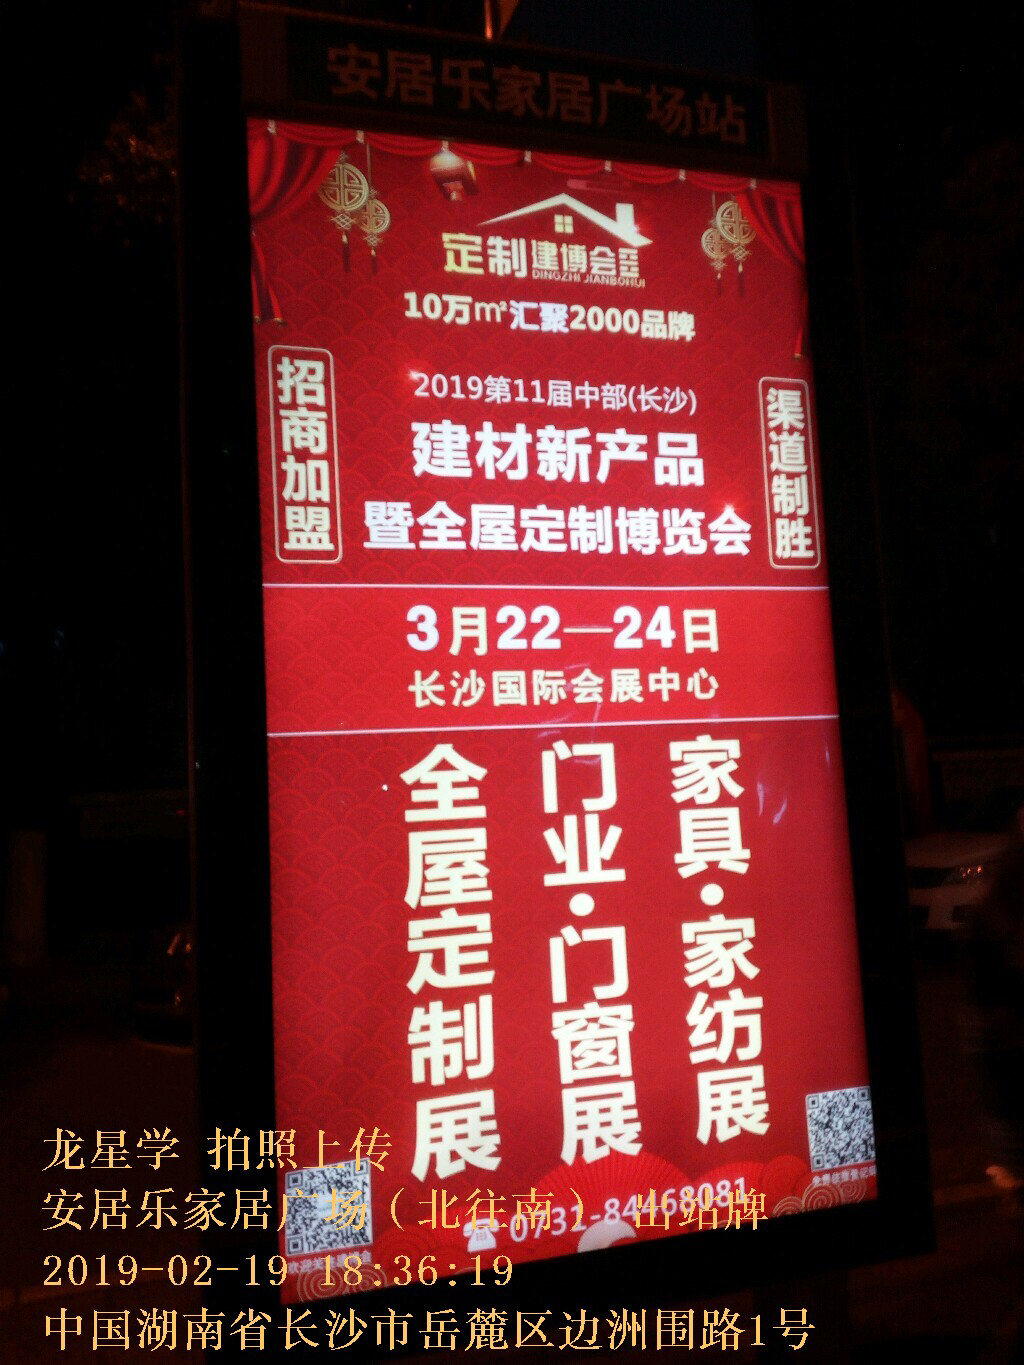 安居乐家居广场站
定制建博会
DINGZHI JIANBOHUI
10万㎡汇聚2000品牌
招商加盟
2019第11届中部(长沙)
建材新产品
暨全屋定制博览会
渠道制胜
3月22—24日
长沙国际会展中心
全屋定制展
门业·门窗展
家具·家纺展
0731-84468081
龙星学 拍照上传
安居乐家居广场（北往南） 出站牌
2019-02-19 18:36:19
中国湖南省长沙市岳麓区边洲围路1号